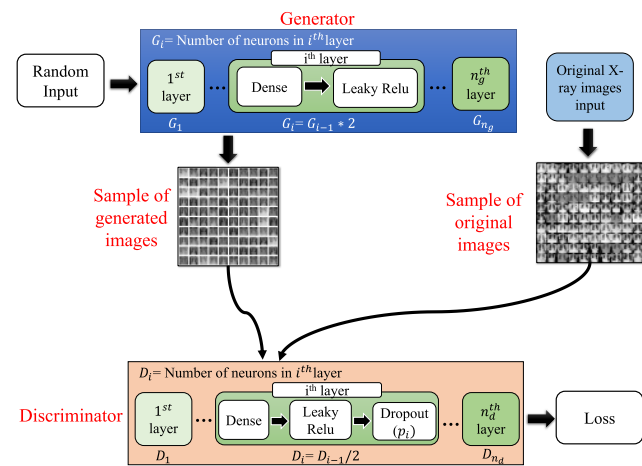 Generator
G_i= Number of neurons in i^th layer
i^th layer
Random
Input
1^st
layer
...
Dense
Leaky Relu
...
n_g^th
layer
G_1
G_i= G_{i-1} * 2
G_{n_g}
Original X-
ray images
input
Sample of
generated
images
Sample of
original
images
D_i= Number of neurons in i^th layer
i^th layer
Discriminator
1^st
layer
...
Dense
Leaky
Relu
Dropout
(p_i)
...
n_d^th
layer
Loss
D_1
D_i= D_{i-1}/2
D_{n_d}